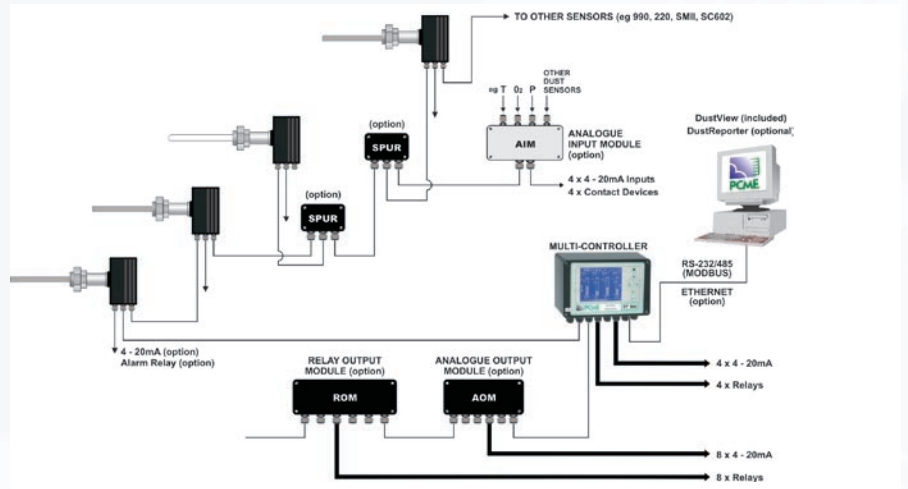 TO OTHER SENSORS (eg 990, 220, SMII, SC602)
OTHER
DUST
SENSORS
eg T O₂ P
(option)
SPUR
AIM
ANALOGUE
INPUT MODULE
(option)
DustView (included)
DustReporter (optional)
PCME
4 x 4 - 20mA Inputs
4 x Contact Devices
(option)
SPUR
MULTI-CONTROLLER
PCME
RS-232/485
(MODBUS)
ETHERNET
(option)
4 - 20mA (option)
Alarm Relay (option)
RELAY OUTPUT
MODULE (option)
ROM
ANALOGUE OUTPUT
MODULE (option)
AOM
4 x 4 - 20mA
4 x Relays
8 x 4 - 20mA
8 x Relays